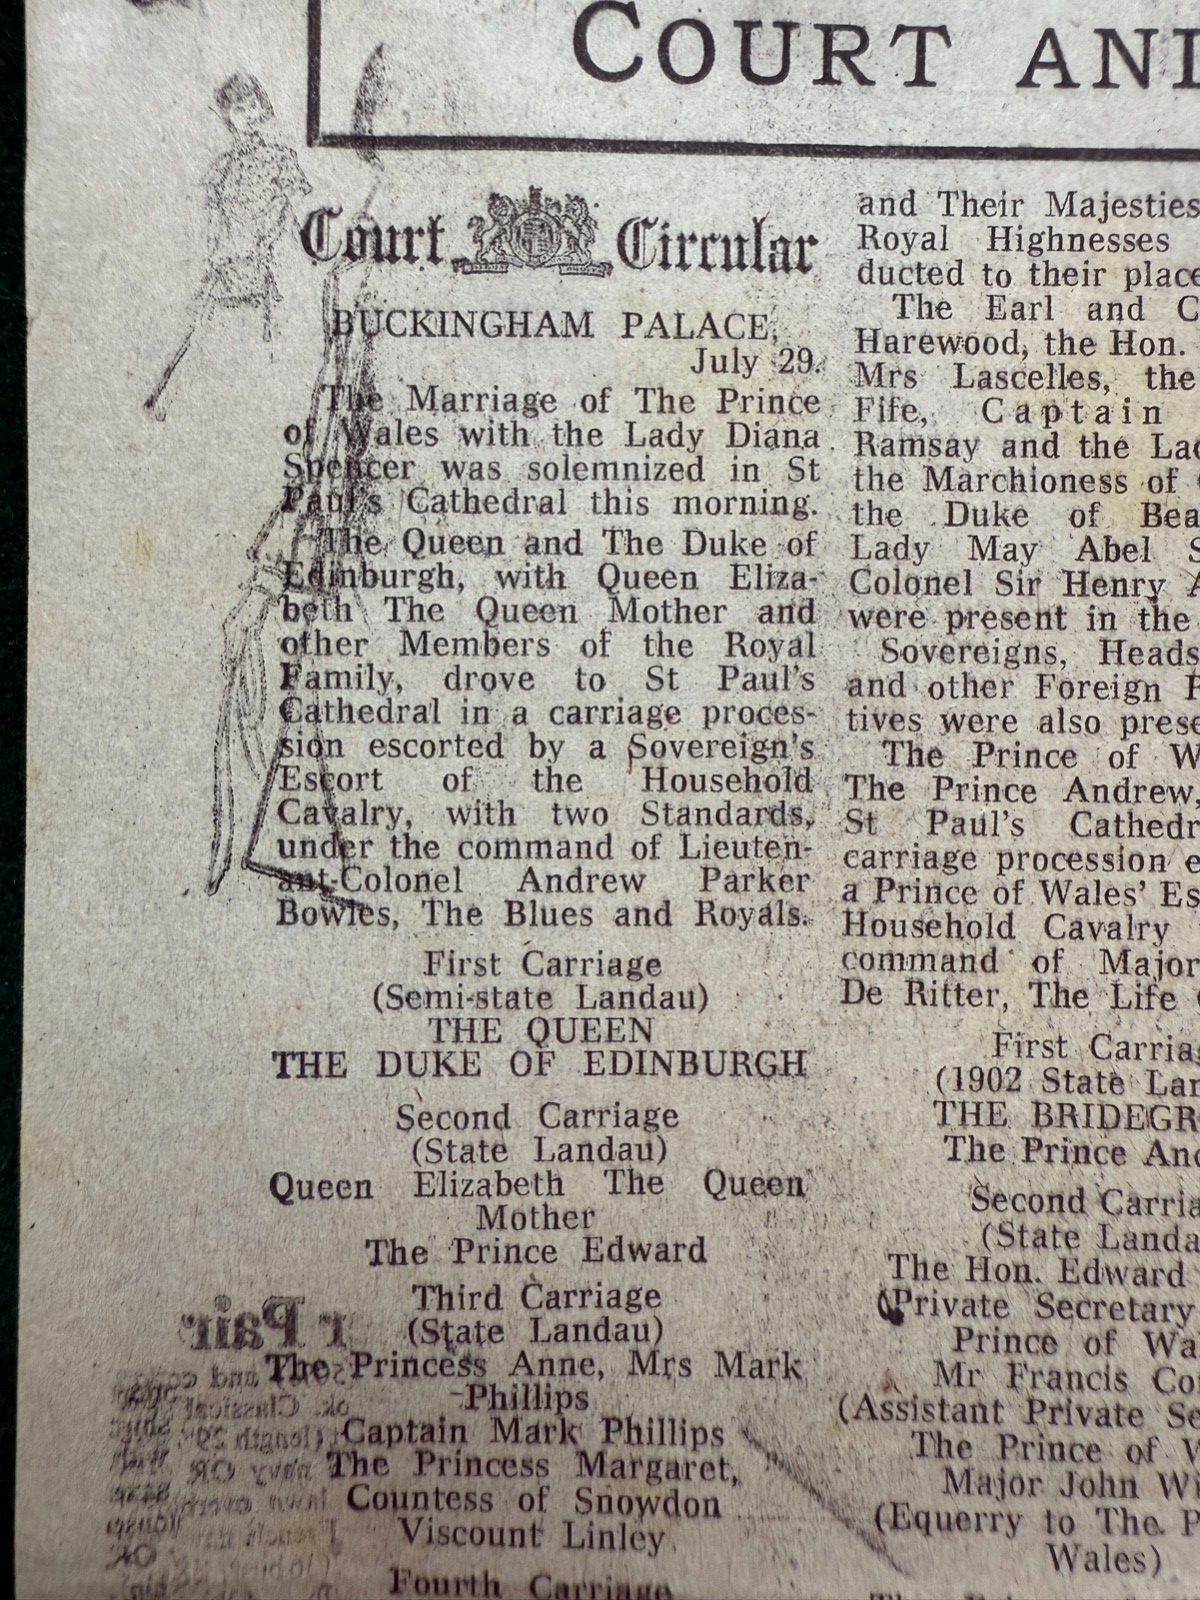 COURT AND
Court Circular
BUCKINGHAM PALACE,
July 29.
The Marriage of The Prince
of Wales with the Lady Diana
Spencer was solemnized in St
Paul's Cathedral this morning.
The Queen and The Duke of
Edinburgh, with Queen Eliza-
beth The Queen Mother and
other Members of the Royal
Family, drove to St Paul's
Cathedral in a carriage proces-
sion escorted by a Sovereign's
Escort of the Household
Cavalry, with two Standards,
under the command of Lieuten-
ant-Colonel Andrew Parker
Bowles, The Blues and Royals.
First Carriage
(Semi-state Landau)
THE QUEEN
THE DUKE OF EDINBURGH
Second Carriage
(State Landau)
Queen Elizabeth The Queen
Mother
The Prince Edward
Third Carriage
(State Landau)
The Princess Anne, Mrs Mark
Phillips
Captain Mark Phillips
The Princess Margaret,
Countess of Snowdon
Viscount Linley
Fourth Carriage
and Their Majesties
Royal Highnesses
ducted to their place
The Earl and C
Harewood, the Hon.
Mrs Lascelles, the
Fife, Captain
Ramsay and the Lad
the Marchioness of
the Duke of Bea
Lady May Abel S
Colonel Sir Henry A
were present in the
Sovereigns, Heads
and other Foreign
tives were also prese
The Prince of W
The Prince Andrew,
St Paul's Cathedr
carriage procession e
a Prince of Wales' Es
Household Cavalry
command of Major
De Ritter, The Life
First Carriag
(1902 State Lan
THE BRIDEGR
The Prince And
Second Carria
(State Landa
The Hon. Edward
(Private Secretary
Prince of Wa
Mr Francis Co
(Assistant Private Se
The Prince of W
Major John Wi
(Equerry to The P
Wales)